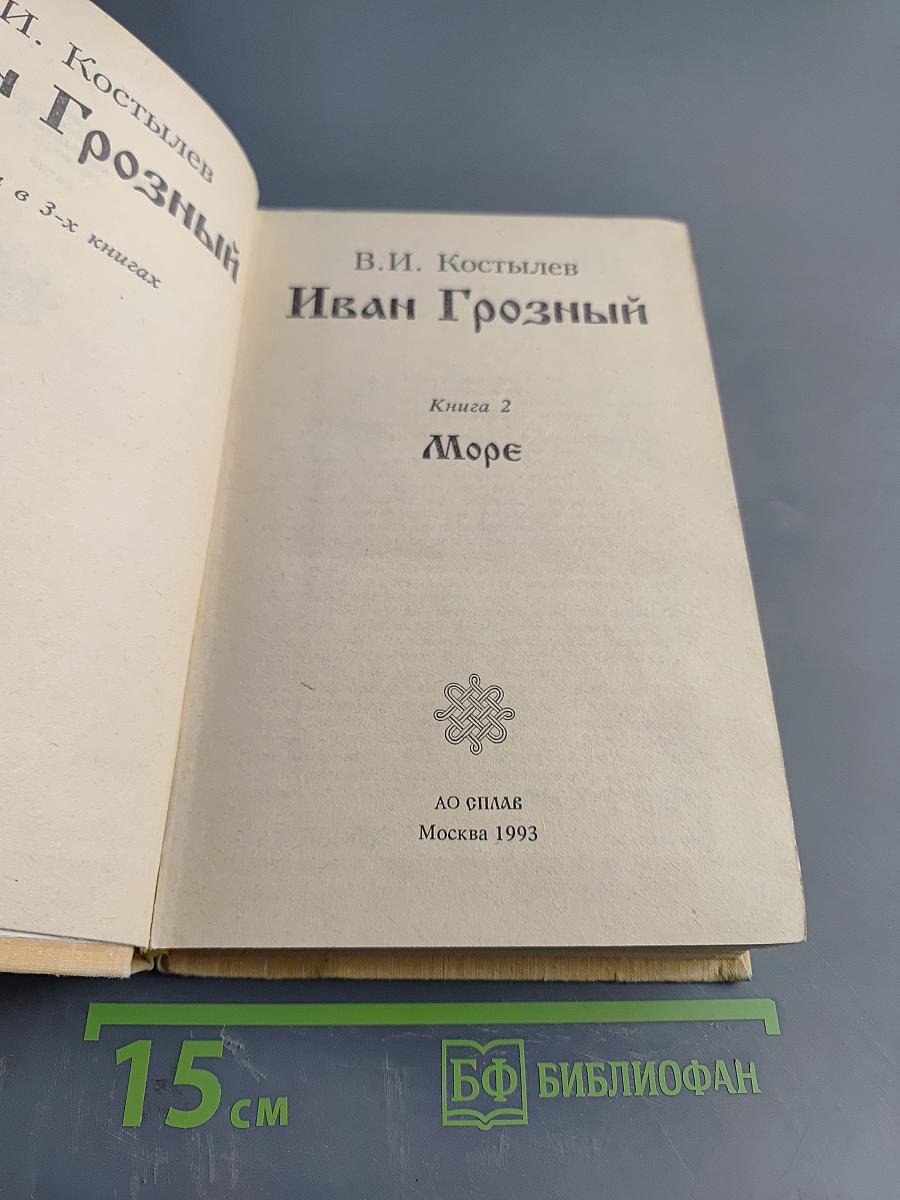 И. Костылев
н Грозный
в 3-х книгах
В.И. Костылев
Иван Грозный
Книга 2
Море
АО СПЛАВ
Москва 1993
15 см
БФ БИБЛИОФАН